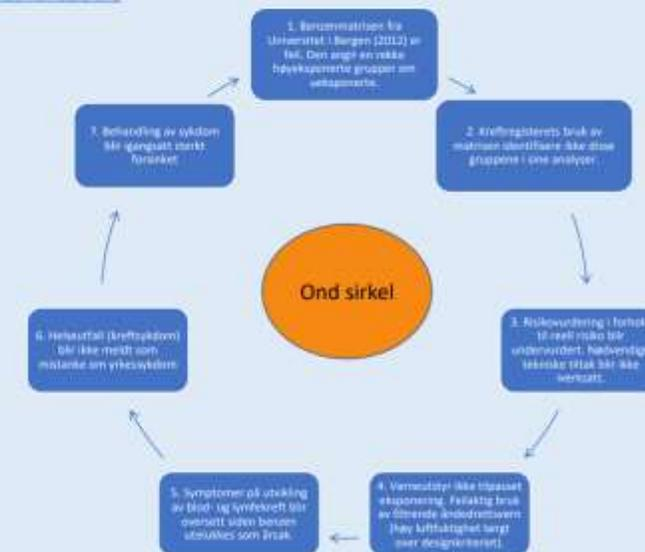 1. Benzenmatrisen fra
Universitet i Bergen (2012) er
feil. Den angir en rekke
høyeksponerte grupper som
ueksponerte.
2. Kreftregisterets bruk av
matrisen identifisere ikke disse
gruppene i sine analyser.
3. Risikovurdering i forhold
til reell risiko blir
undervurdert. Nødvendige
tekniske tiltak blir ikke
iverksatt.
4. Verneutstyr ikke tilpasset
eksponering. Feilaktig bruk
av filtrende åndedrettsvern
(høy luftfuktighet langt
over designkriteriet).
5. Symptomer på utvikling
av blod- og lymfekreft blir
oversett siden benzen
utelukkes som årsak.
6. Helseutfall (kreftsykdom)
blir ikke meldt som
mistanke om yrkessykdom
7. Behandling av sykdom
blir igangsatt sterkt
forsinket
Ond sirkel